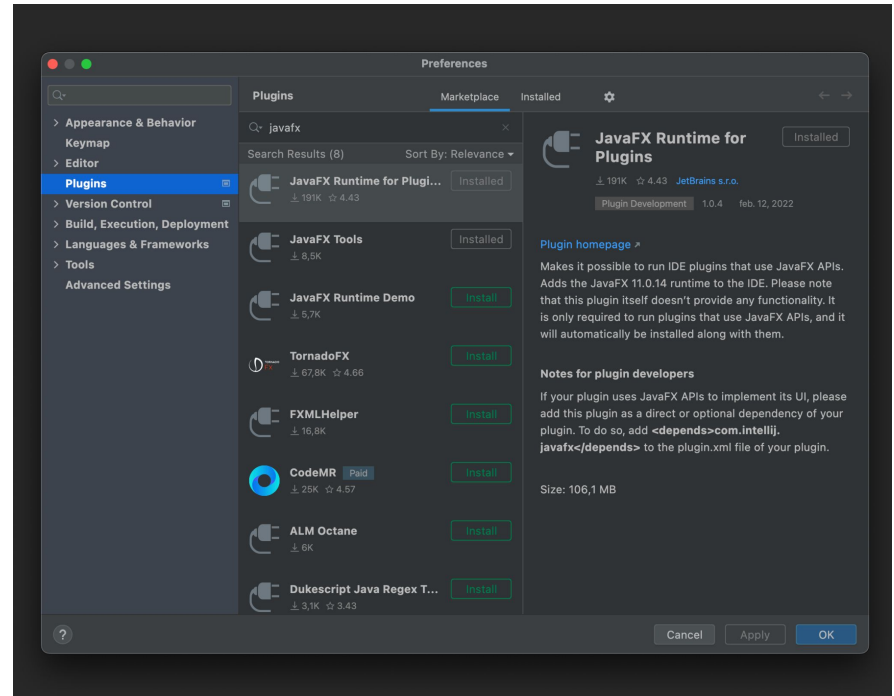 Preferences
Appearance & Behavior
Keymap
Editor
Plugins
Version Control
Build, Execution, Deployment
Languages & Frameworks
Tools
Advanced Settings
Plugins
Marketplace
Installed
javafx
Search Results (8) Sort By: Relevance
JavaFX Runtime for Plugi... Installed
191K 4.43
JavaFX Tools Installed
8,5K
JavaFX Runtime Demo Install
5,7K
TornadoFX Install
67,8K 4.66
FXMLHelper Install
16,8K
CodeMR Paid Install
25K 4.57
ALM Octane Install
6K
Dukescript Java Regex T... Install
3,1K 3.43
JavaFX Runtime for Installed
Plugins
191K 4.43 JetBrains s.r.o.
Plugin Development 1.0.4 feb. 12, 2022
Plugin homepage
Makes it possible to run IDE plugins that use JavaFX APIs.
Adds the JavaFX 11.0.14 runtime to the IDE. Please note
that this plugin itself doesn't provide any functionality. It
is only required to run plugins that use JavaFX APIs, and it
will automatically be installed along with them.
Notes for plugin developers
If your plugin uses JavaFX APIs to implement its UI, please
add this plugin as a direct or optional dependency of your
plugin. To do so, add <depends>com.intellij.
javafx</depends> to the plugin.xml file of your plugin.
Size: 106,1 MB
?
Cancel Apply OK